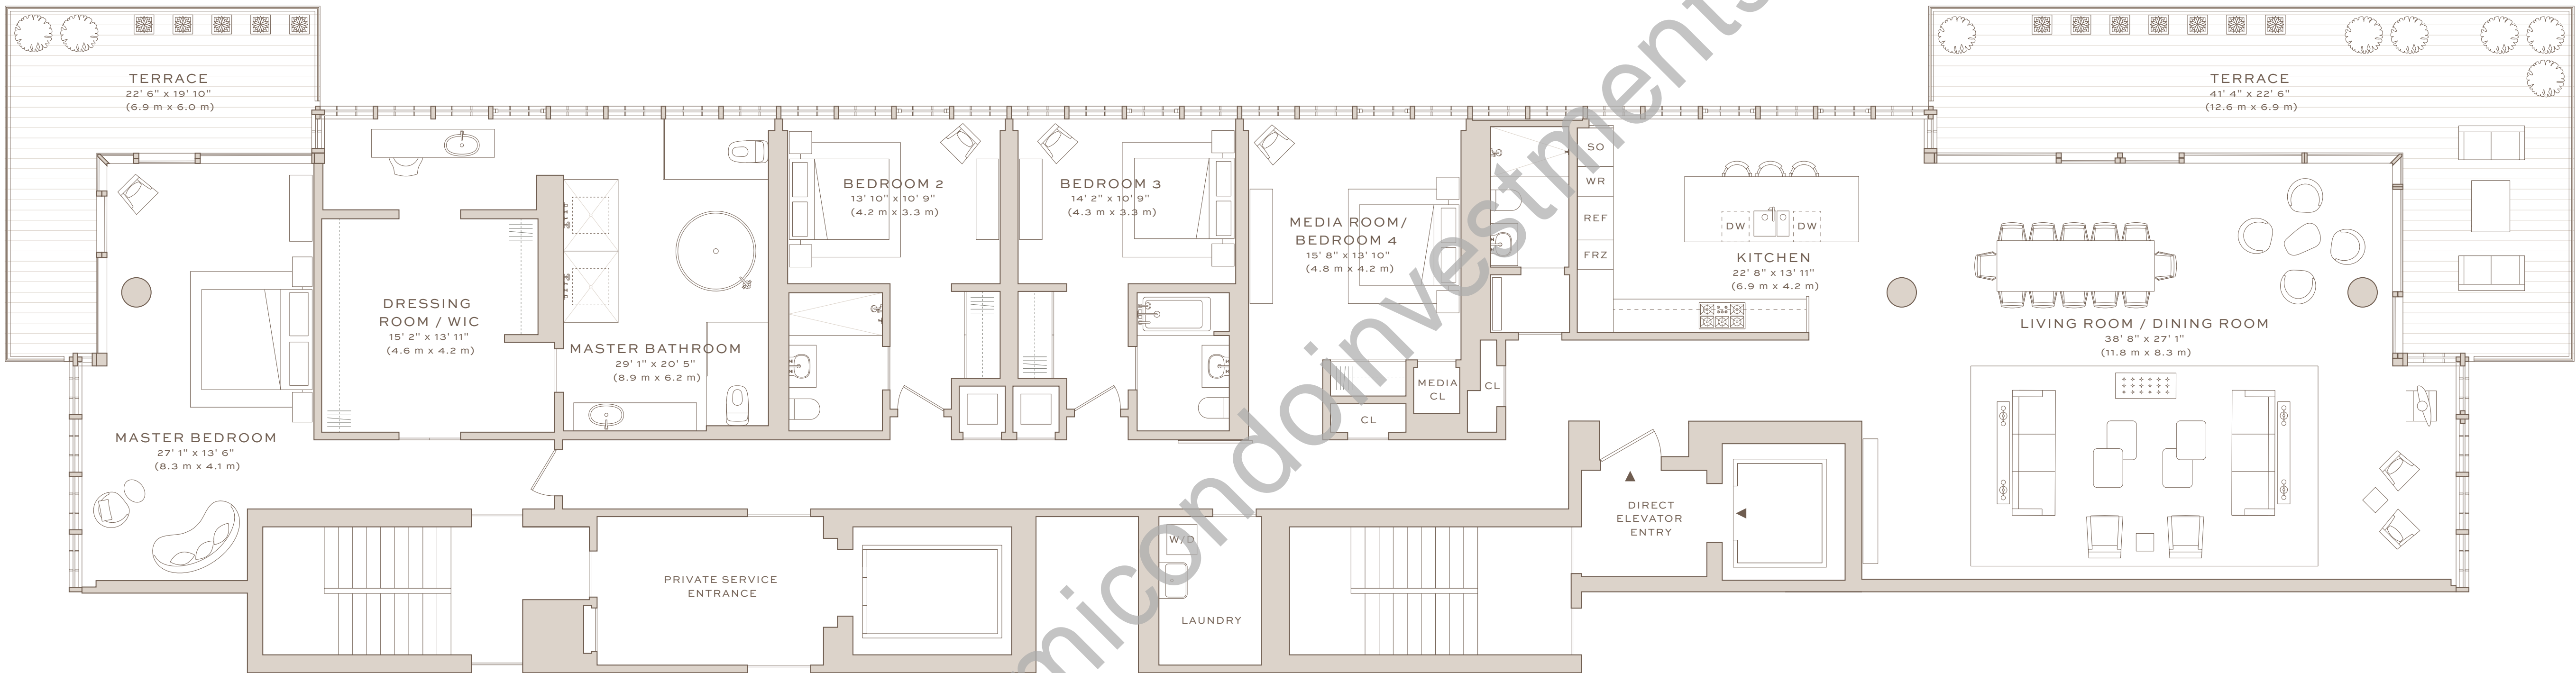 TERRACE
22' 6" x 19' 10"
(6.9 m x 6.0 m)
TERRACE
41' 4" x 22' 6"
(12.6 m x 6.9 m)
BEDROOM 2
13' 10" x 10' 9"
(4.2 m x 3.3 m)
BEDROOM 3
14' 2" x 10' 9"
(4.3 m x 3.3 m)
MEDIA ROOM/
BEDROOM 4
15' 8" x 13' 10"
(4.8 m x 4.2 m)
SO
WR
REF
FRZ
DW
DW
KITCHEN
22' 8" x 13' 11"
(6.9 m x 4.2 m)
DRESSING
ROOM / WIC
15' 2" x 13' 11"
(4.6 m x 4.2 m)
MASTER BATHROOM
29' 1" x 20' 5"
(8.9 m x 6.2 m)
LIVING ROOM / DINING ROOM
38' 8" x 27' 1"
(11.8 m x 8.3 m)
MEDIA
CL
CL
CL
MASTER BEDROOM
27' 1" x 13' 6"
(8.3 m x 4.1 m)
DIRECT
ELEVATOR
ENTRY
W/D
PRIVATE SERVICE
ENTRANCE
LAUNDRY
micondoinvestments